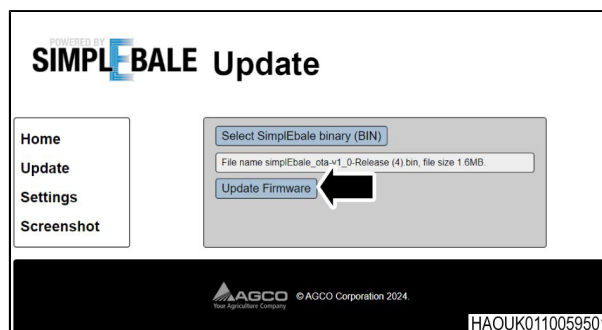 POWERED BY
SIMPLEBALE Update
Home
Update
Settings
Screenshot
Select SimplEbale binary (BIN)
File name simplEbale_ota-v1_0-Release (4).bin, file size 1.6MB.
Update Firmware
AGCO
Your Agriculture Company
© AGCO Corporation 2024.
HAOUK011005950